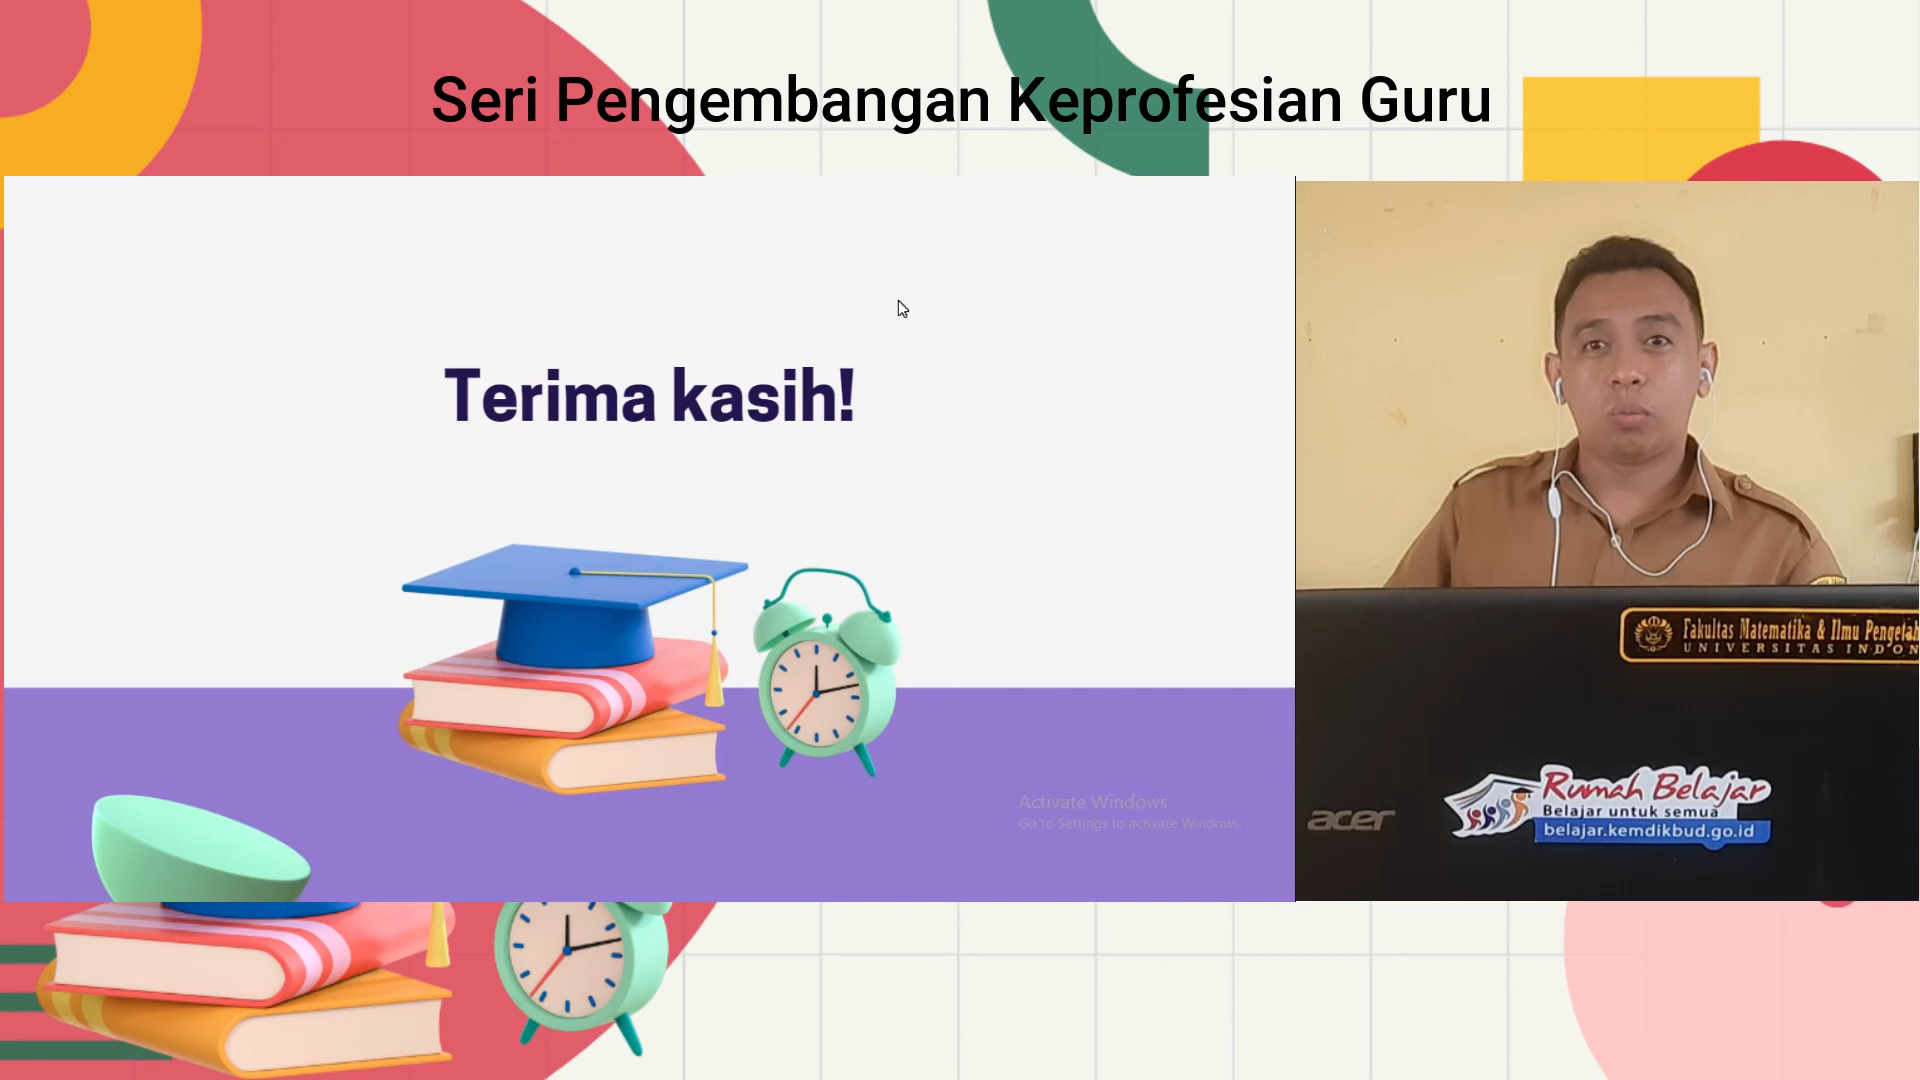 Seri Pengembangan Keprofesian Guru
Terima kasih!
Activate Windows
Go to Settings to activate Windows.
Fakultas Matematika & Ilmu
UNIVERSITAS
acer
Rumah Belajar
Belajar untuk semua
belajar.kemdikbud.go.id